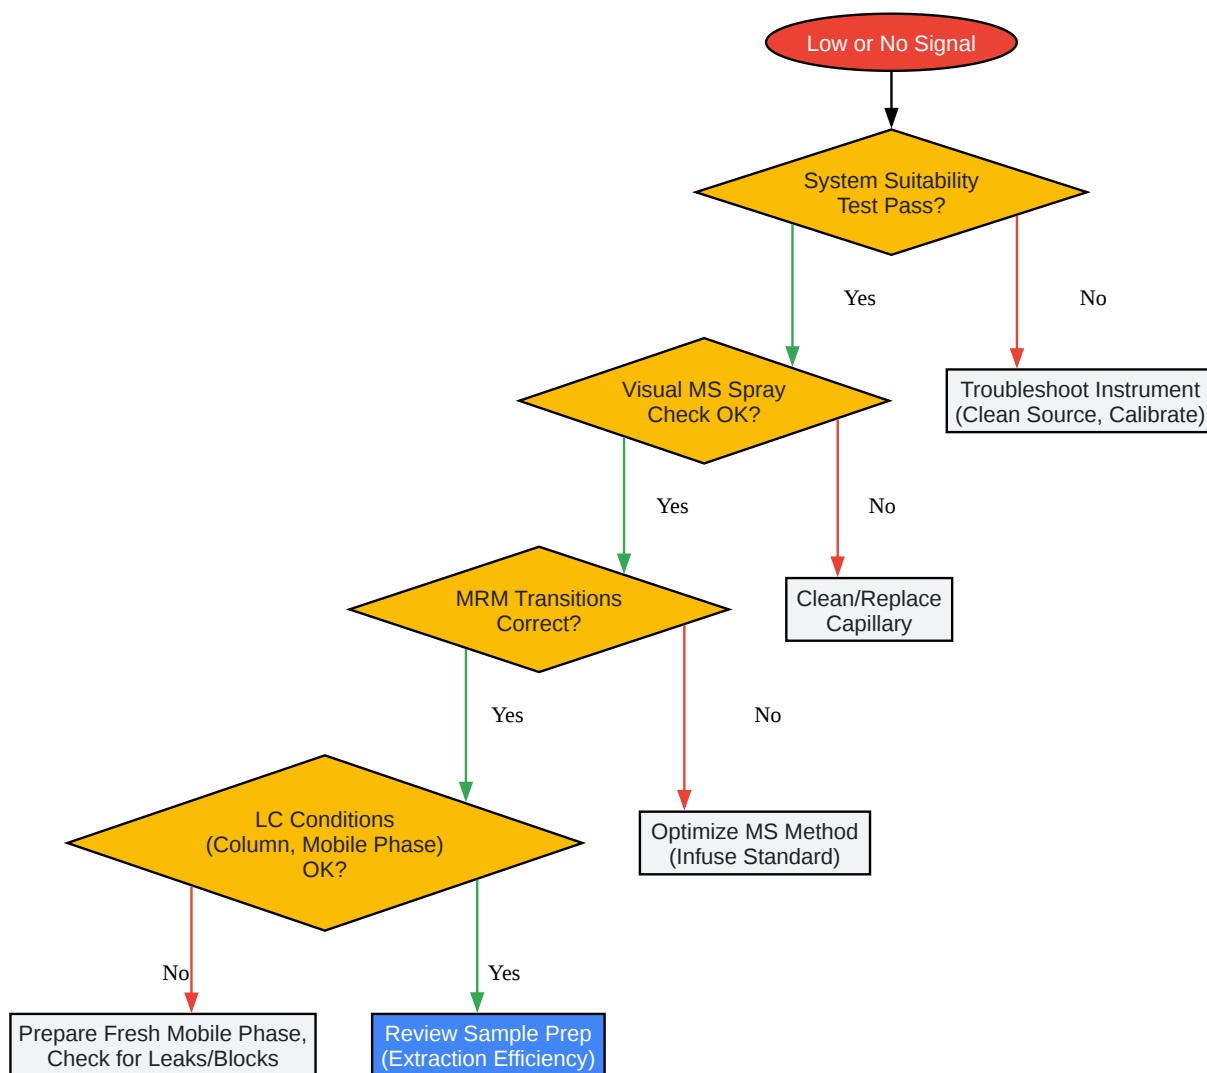 Low or No Signal
System Suitability
Test Pass?
Yes
No
Visual MS Spray
Check OK?
Troubleshoot Instrument
(Clean Source, Calibrate)
Yes
No
MRM Transitions
Correct?
Clean/Replace
Capillary
Yes
No
LC Conditions
(Column, Mobile Phase)
OK?
Optimize MS Method
(Infuse Standard)
No
Yes
Prepare Fresh Mobile Phase,
Check for Leaks/Blocks
Review Sample Prep
(Extraction Efficiency)